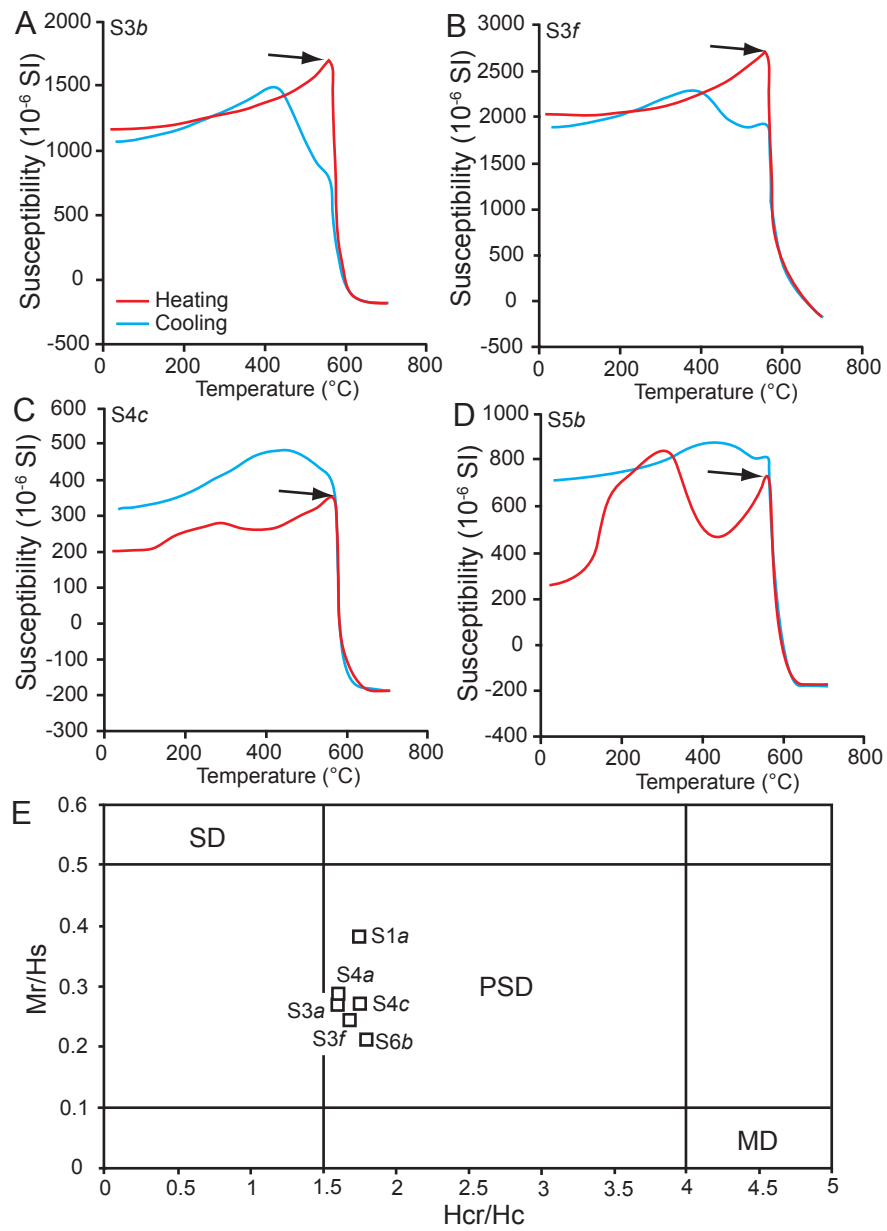 A
S3b
2000
1500
1000
500
0
-500
Susceptibility (10⁻⁶ SI)
Heating
Cooling
0 200 400 600 800
Temperature (°C)
B
S3f
3000
2500
2000
1500
1000
500
0
-500
Susceptibility (10⁻⁶ SI)
0 200 400 600 800
Temperature (°C)
C
S4c
600
500
400
300
200
100
0
-100
-200
-300
Susceptibility (10⁻⁶ SI)
0 200 400 600 800
Temperature (°C)
D
S5b
1000
800
600
400
200
0
-200
-400
Susceptibility (10⁻⁶ SI)
0 200 400 600 800
Temperature (°C)
E
0.6
0.5
0.4
0.3
0.2
0.1
0
Mr/Hs
SD
S1a
S4a
PSD
S3a
S4c
S3f
S6b
MD
0 0.5 1 1.5 2 2.5 3 3.5 4 4.5 5
Hcr/Hc